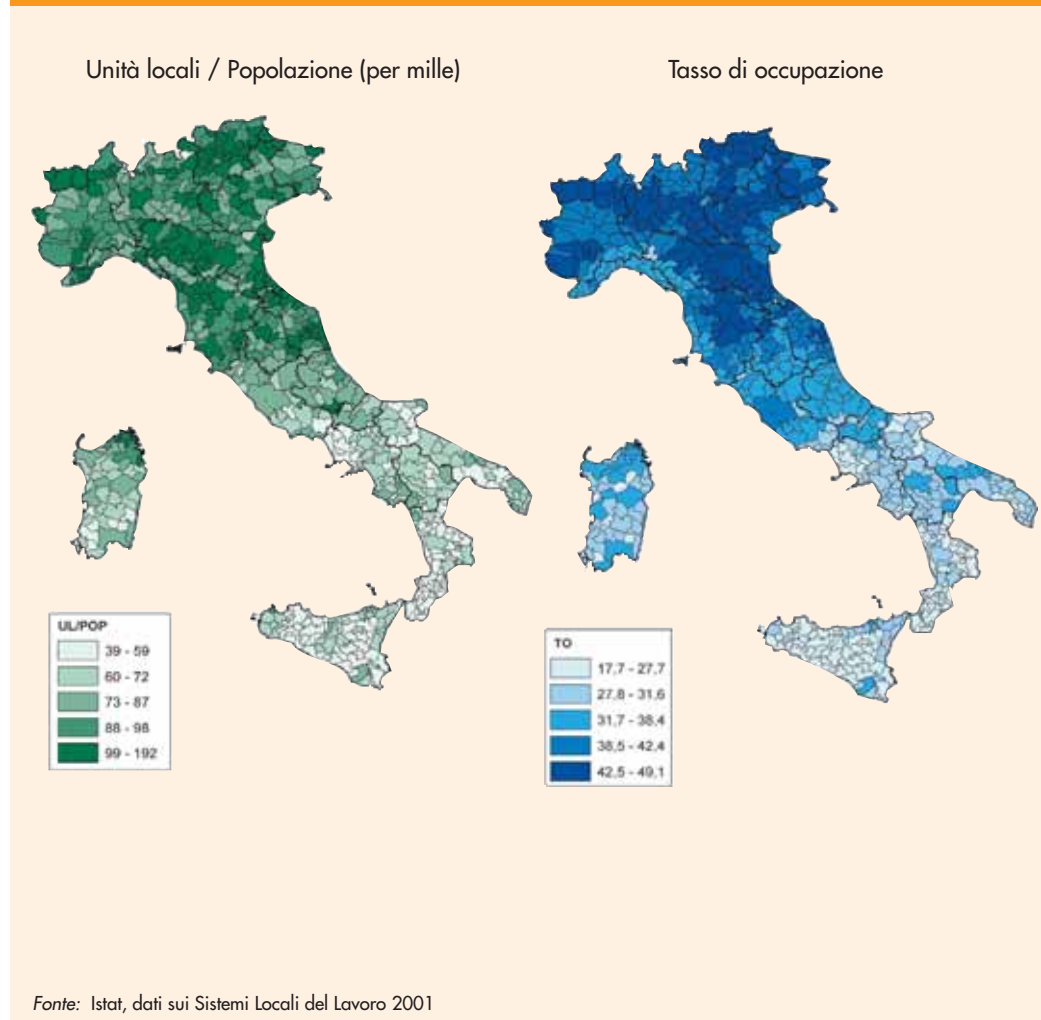 Unità locali / Popolazione (per mille)
Tasso di occupazione
UL/POP
39 - 59
60 - 72
73 - 87
88 - 98
99 - 192
TO
17,7 - 27,7
27,8 - 31,6
31,7 - 38,4
38,5 - 42,4
42,5 - 49,1
Fonte: Istat, dati sui Sistemi Locali del Lavoro 2001